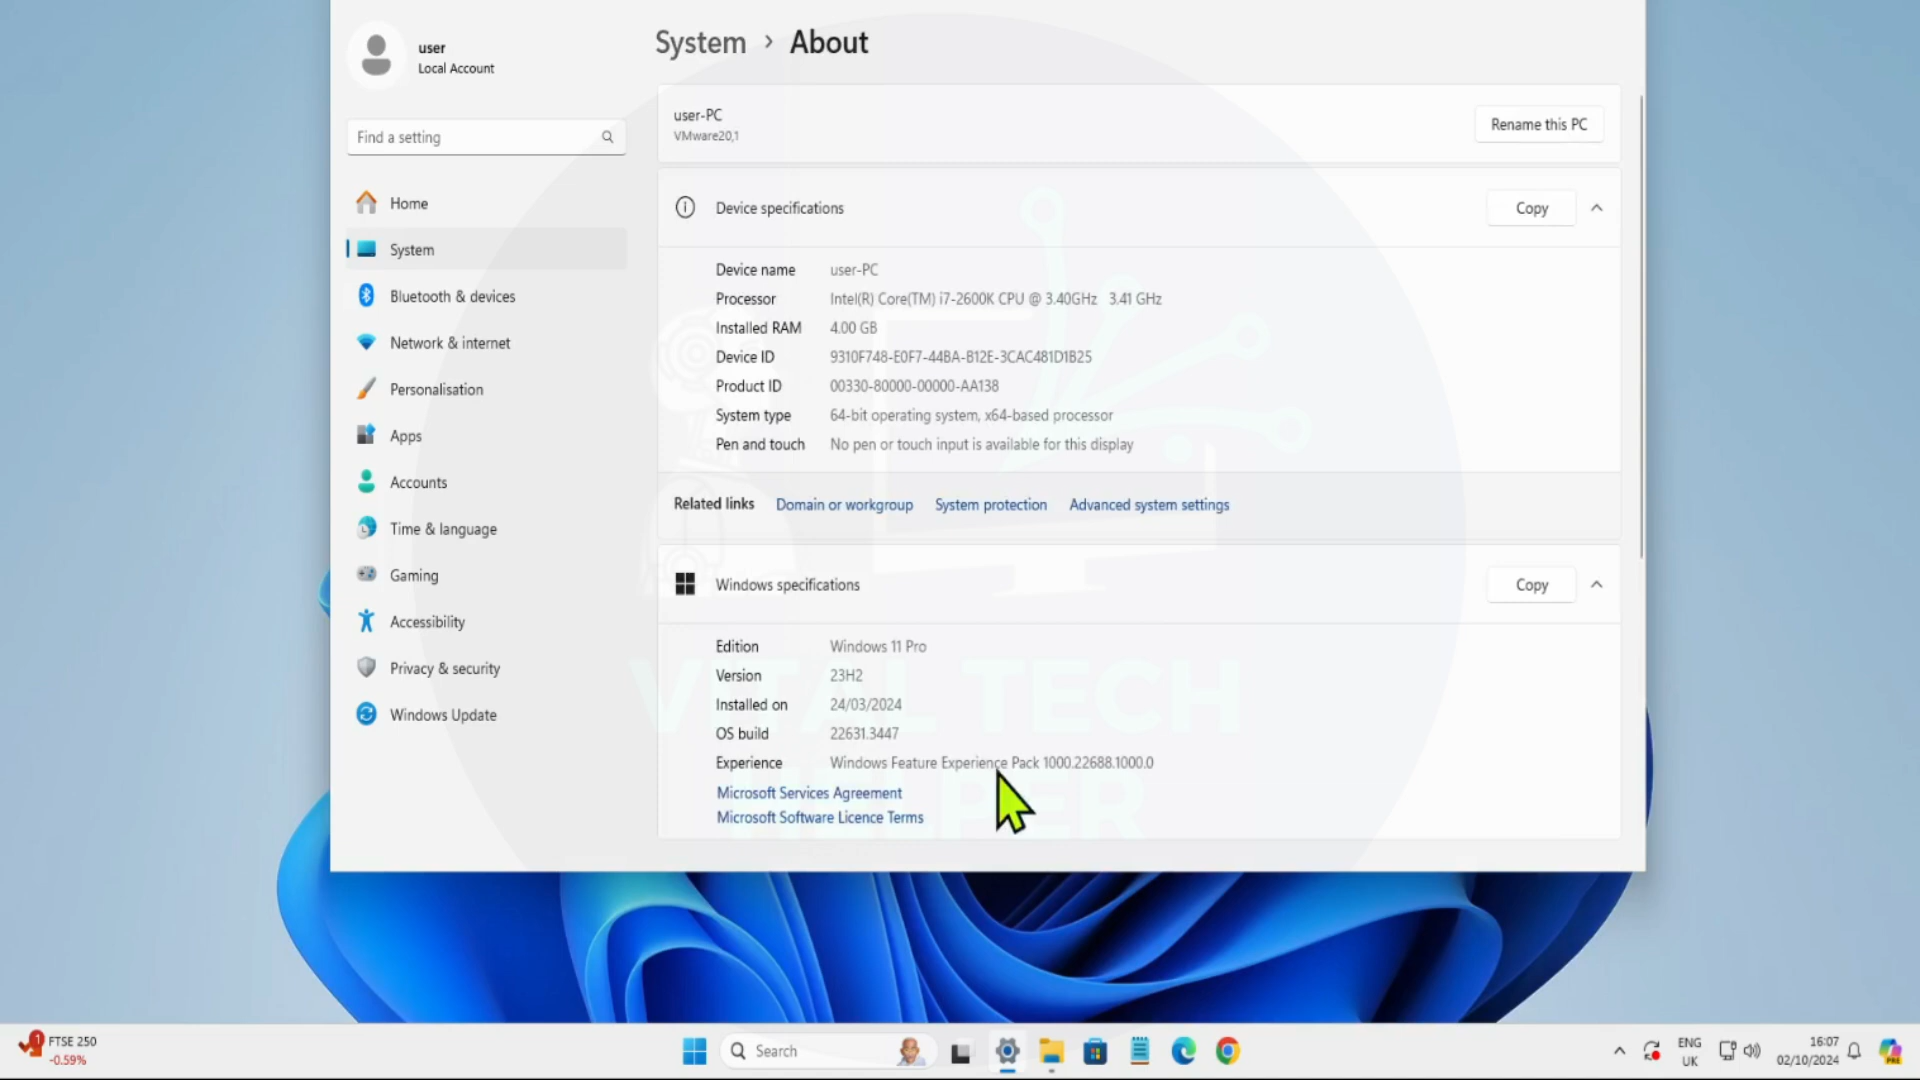 user
Local Account
Find a setting
Home
System
Bluetooth & devices
Network & internet
Personalisation
Apps
Accounts
Time & language
Gaming
Accessibility
Privacy & security
Windows Update
System > About
user-PC
VMware20,1
Rename this PC
Device specifications
Copy
Device name user-PC
Processor Intel(R) Core(TM) i7-2600K CPU @ 3.40GHz 3.41 GHz
Installed RAM 4.00 GB
Device ID 9310F748-E0F7-44BA-B12E-3CAC481D1B25
Product ID 00330-80000-00000-AA138
System type 64-bit operating system, x64-based processor
Pen and touch No pen or touch input is available for this display
Related links Domain or workgroup System protection Advanced system settings
Windows specifications
Copy
Edition Windows 11 Pro
Version 23H2
Installed on 24/03/2024
OS build 22631.3447
Experience Windows Feature Experience Pack 1000.22688.1000.0
Microsoft Services Agreement
Microsoft Software Licence Terms
VITAL TECH
HELPER
1
FTSE 250
-0.59%
Search
ENG
UK
16:07
02/10/2024
PRE